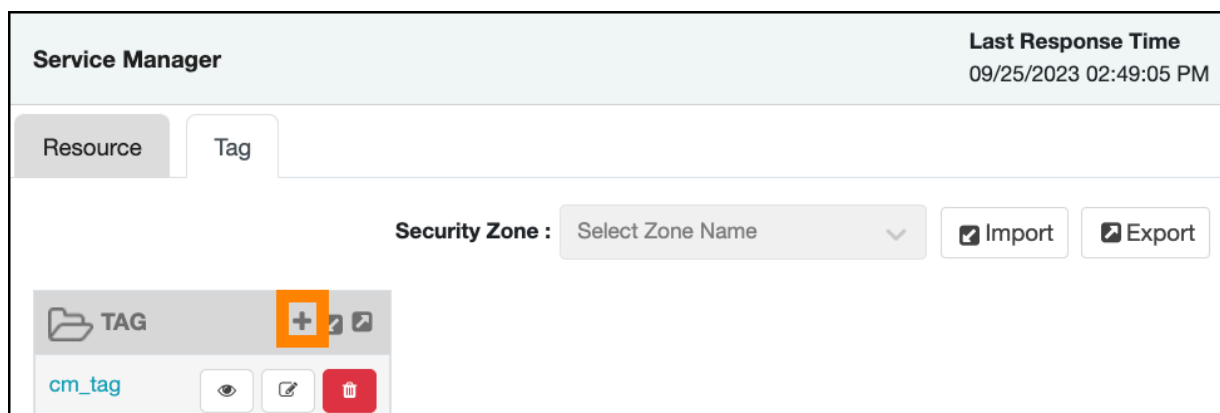 Service Manager
Last Response Time
09/25/2023 02:49:05 PM
Resource
Tag
Security Zone :
Select Zone Name
Import
Export
TAG
cm_tag